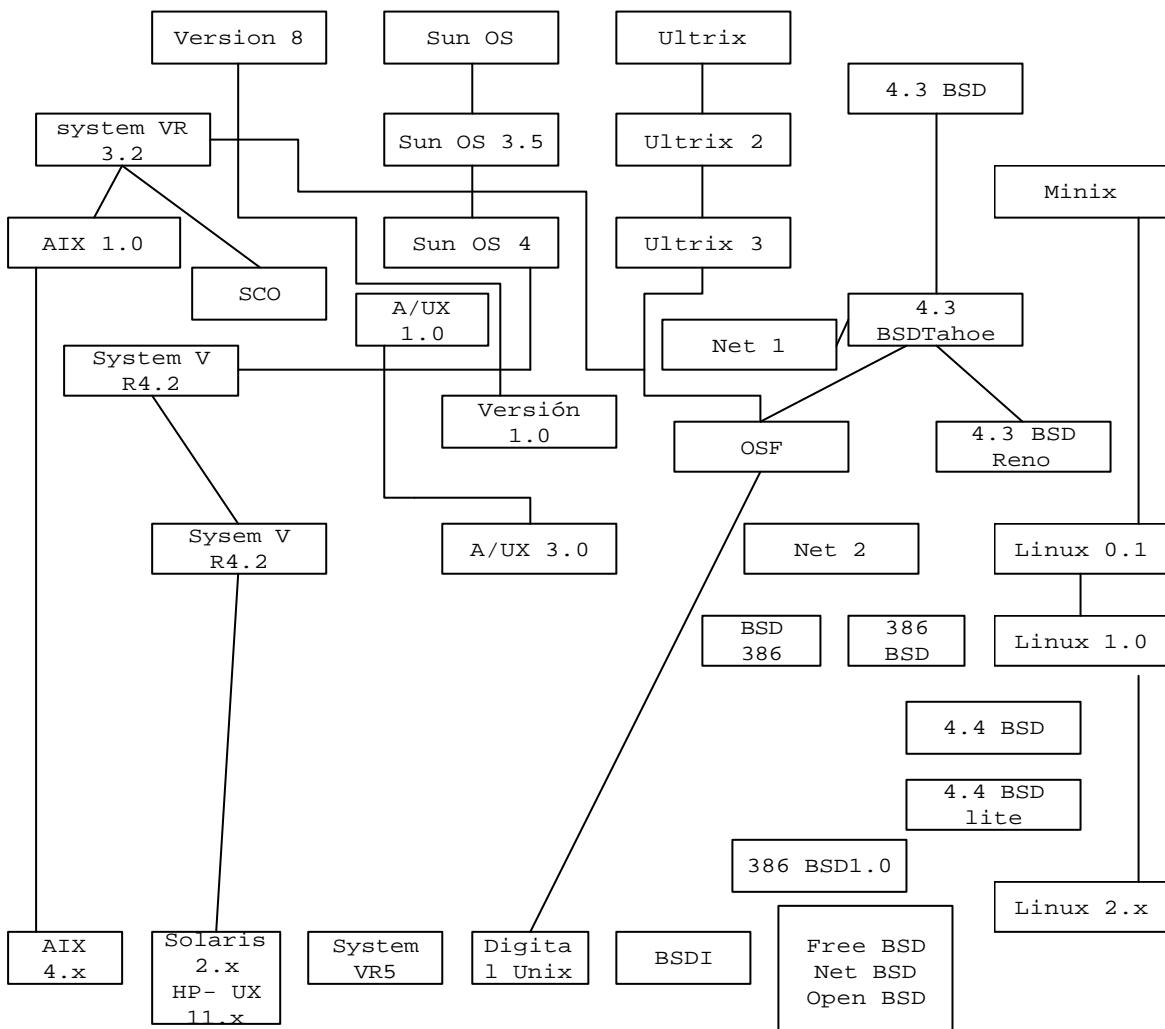 Version 8
Sun OS
Ultrix
4.3 BSD
system VR
3.2
Sun OS 3.5
Ultrix 2
Minix
AIX 1.0
Sun OS 4
Ultrix 3
SCO
A/UX
1.0
4.3
BSDTahoe
Net 1
System V
R4.2
Versión
1.0
OSF
4.3 BSD
Reno
Sysem V
R4.2
A/UX 3.0
Net 2
Linux 0.1
BSD
386
386
BSD
Linux 1.0
4.4 BSD
4.4 BSD
lite
386 BSD1.0
Linux 2.x
AIX
4.x
Solaris
2.x
HP- UX
11.x
System
VR5
Digita
l Unix
BSDI
Free BSD
Net BSD
Open BSD